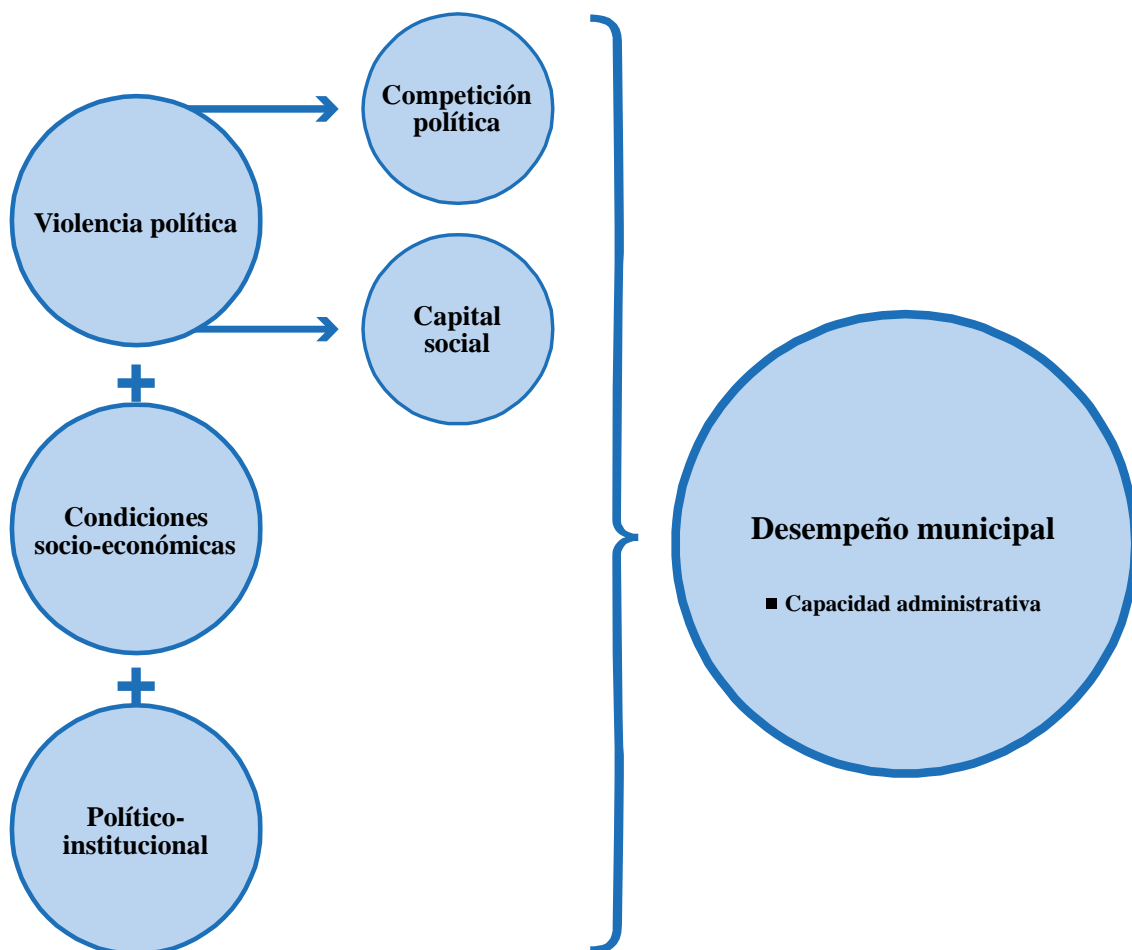 Competición
política
Violencia política
Capital
social
Condiciones
socio-económicas
Político-
institucional
Desempeño municipal
■ Capacidad administrativa